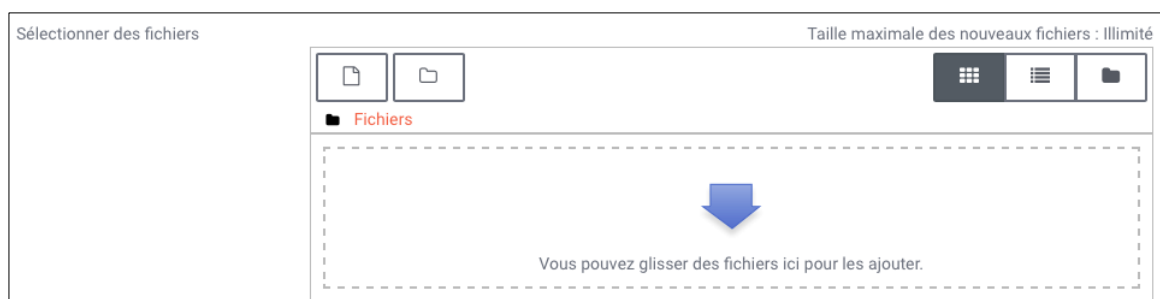 Sélectionner des fichiers
Taille maximale des nouveaux fichiers : Illimité
Fichiers
Vous pouvez glisser des fichiers ici pour les ajouter.